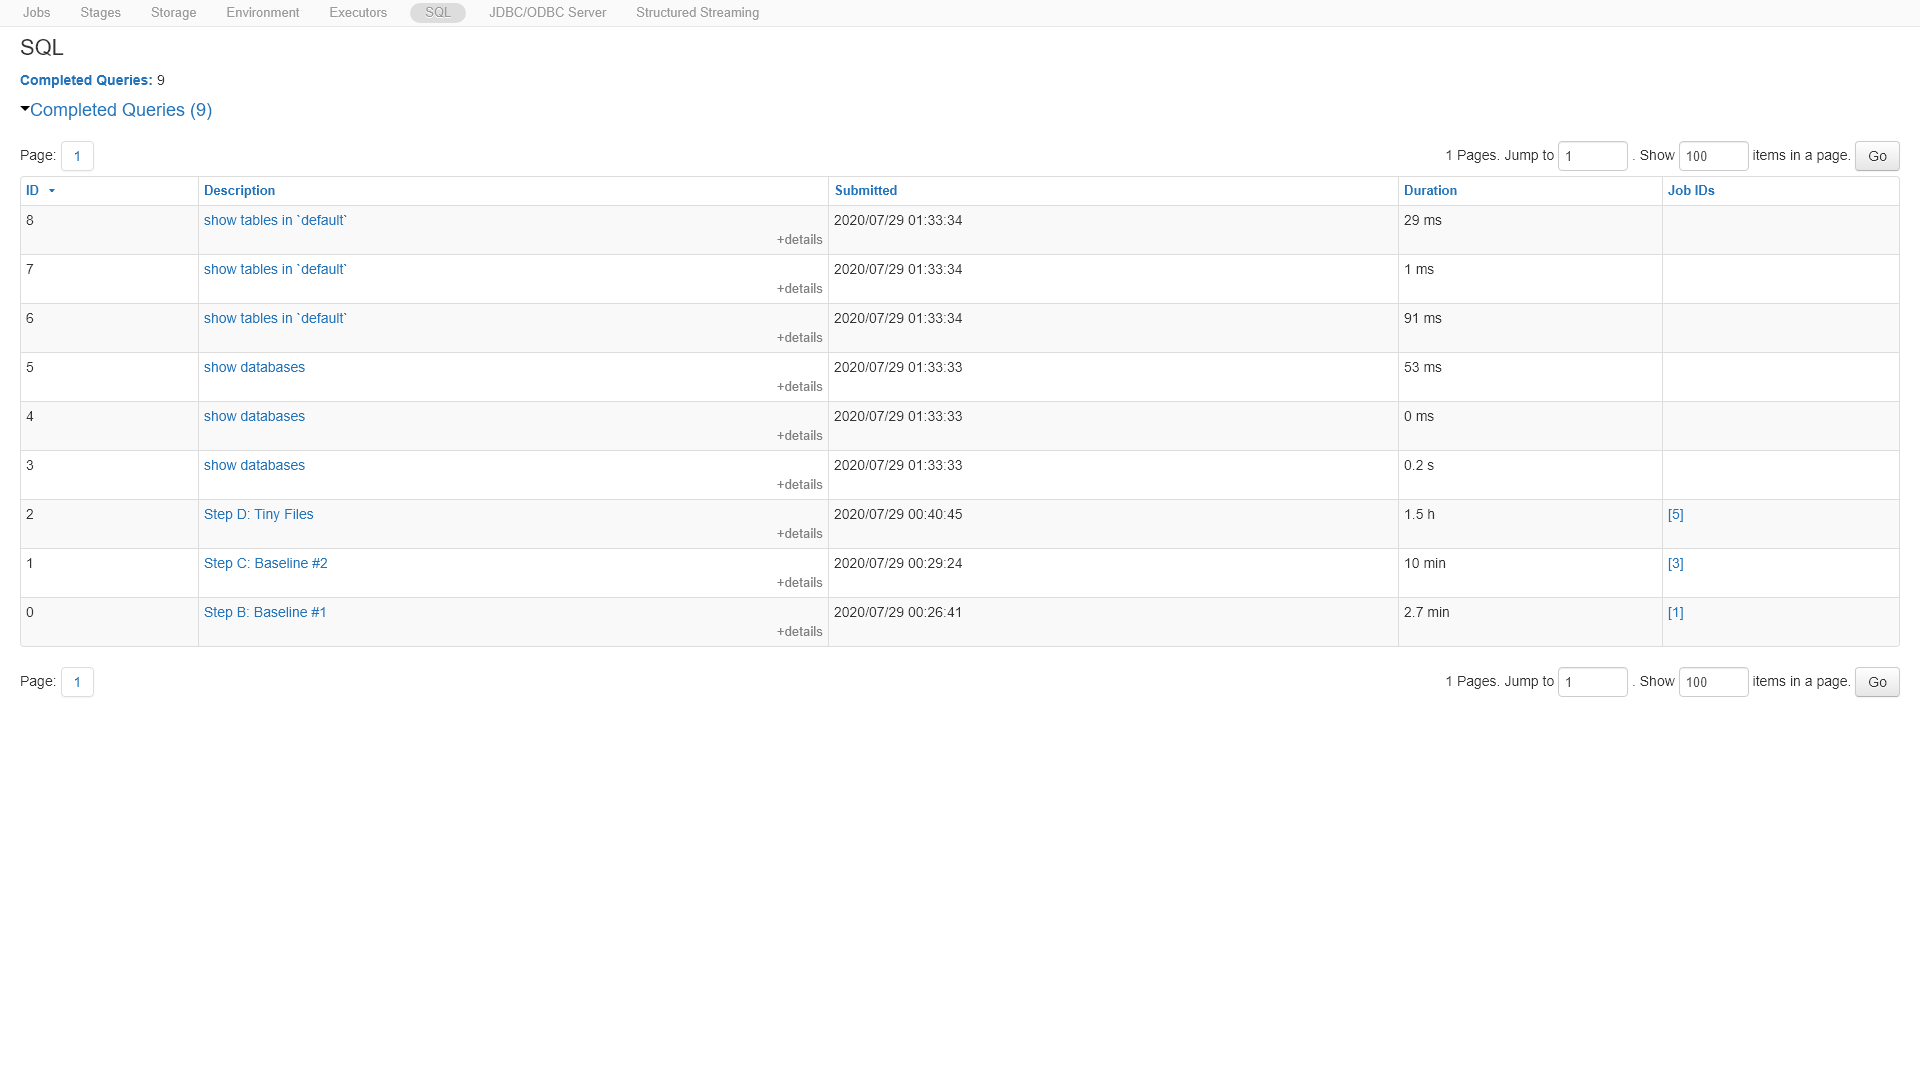 Jobs Stages Storage Environment Executors SQL JDBC/ODBC Server Structured Streaming
SQL
Completed Queries: 9
Completed Queries (9)
Page: 1 1 Pages. Jump to 1 . Show 100 items in a page. Go
ID Description Submitted Duration Job IDs
8 show tables in `default` 2020/07/29 01:33:34 29 ms
+details
7 show tables in `default` 2020/07/29 01:33:34 1 ms
+details
6 show tables in `default` 2020/07/29 01:33:34 91 ms
+details
5 show databases 2020/07/29 01:33:33 53 ms
+details
4 show databases 2020/07/29 01:33:33 0 ms
+details
3 show databases 2020/07/29 01:33:33 0.2 s
+details
2 Step D: Tiny Files 2020/07/29 00:40:45 1.5 h [5]
+details
1 Step C: Baseline #2 2020/07/29 00:29:24 10 min [3]
+details
0 Step B: Baseline #1 2020/07/29 00:26:41 2.7 min [1]
+details
Page: 1 1 Pages. Jump to 1 . Show 100 items in a page. Go